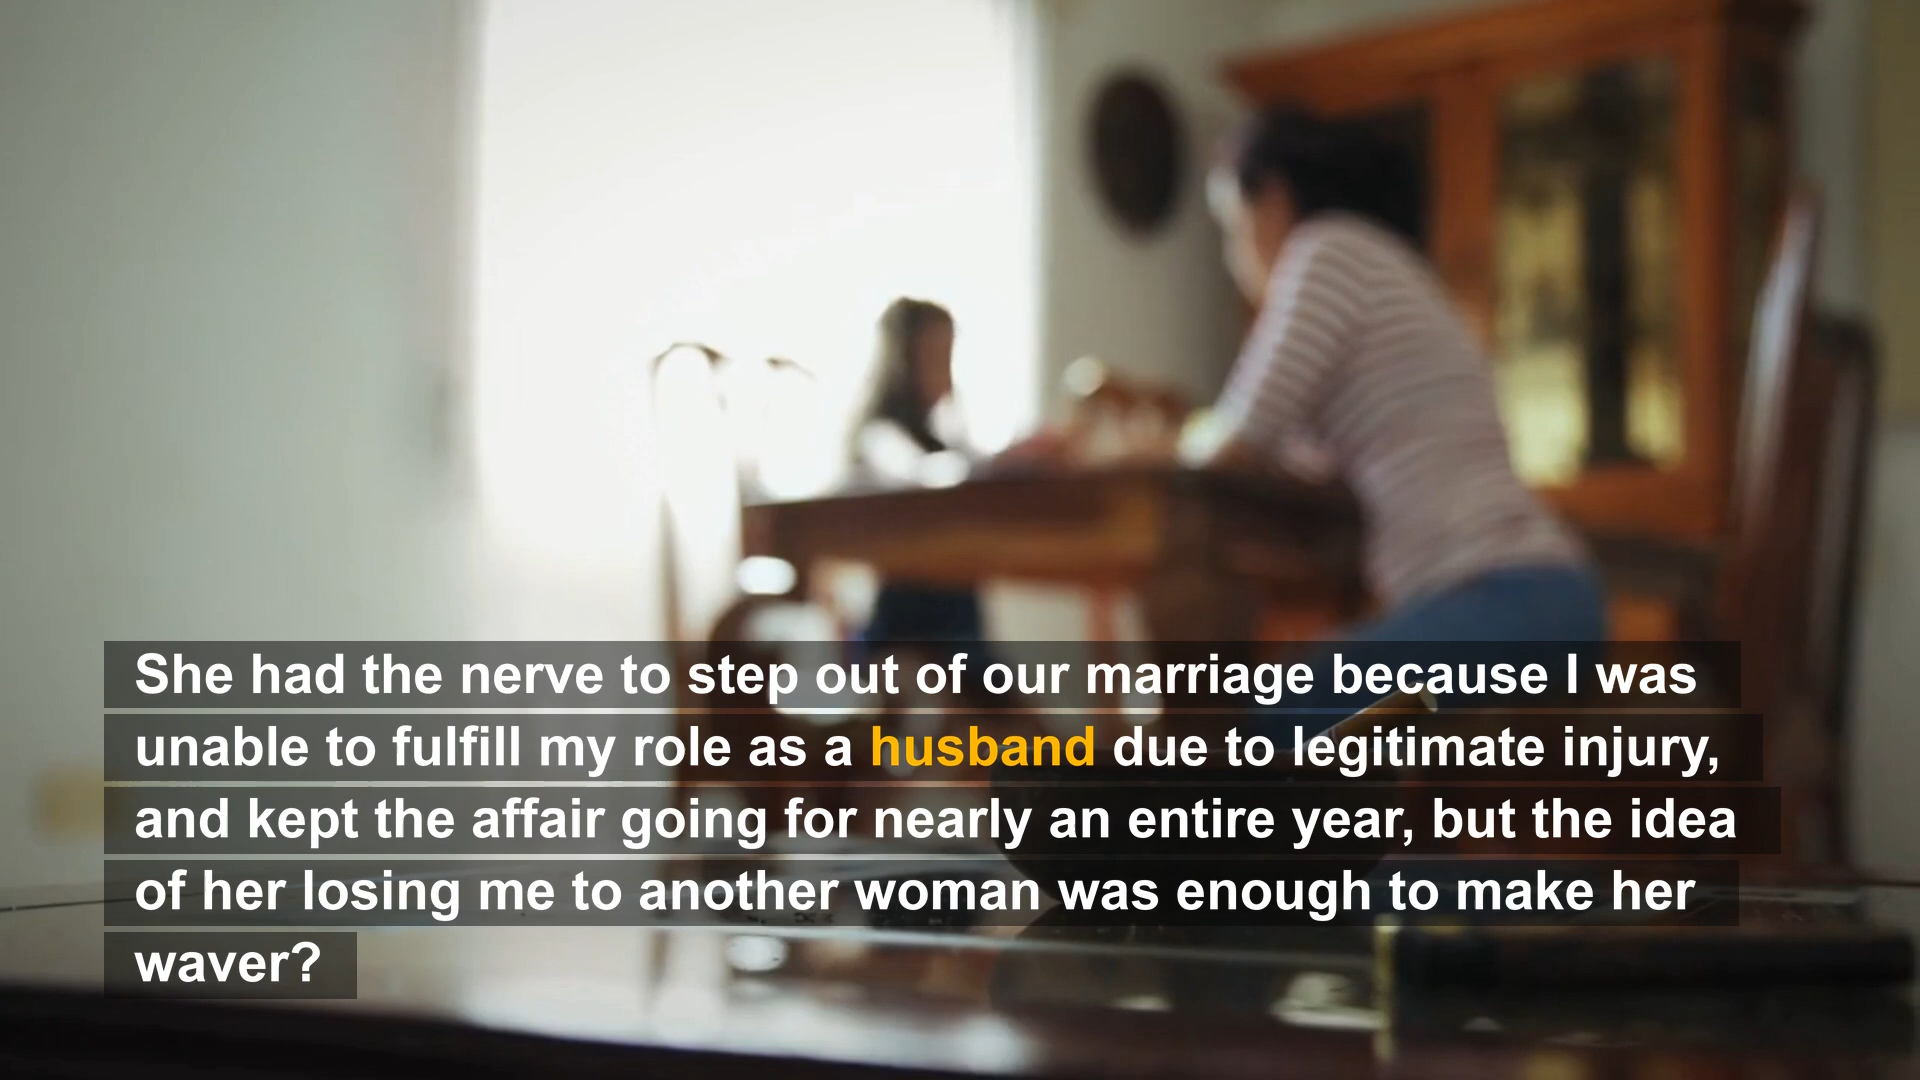 She had the nerve to step out of our marriage because I was
unable to fulfill my role as a husband due to legitimate injury,
and kept the affair going for nearly an entire year, but the idea
of her losing me to another woman was enough to make her
waver?